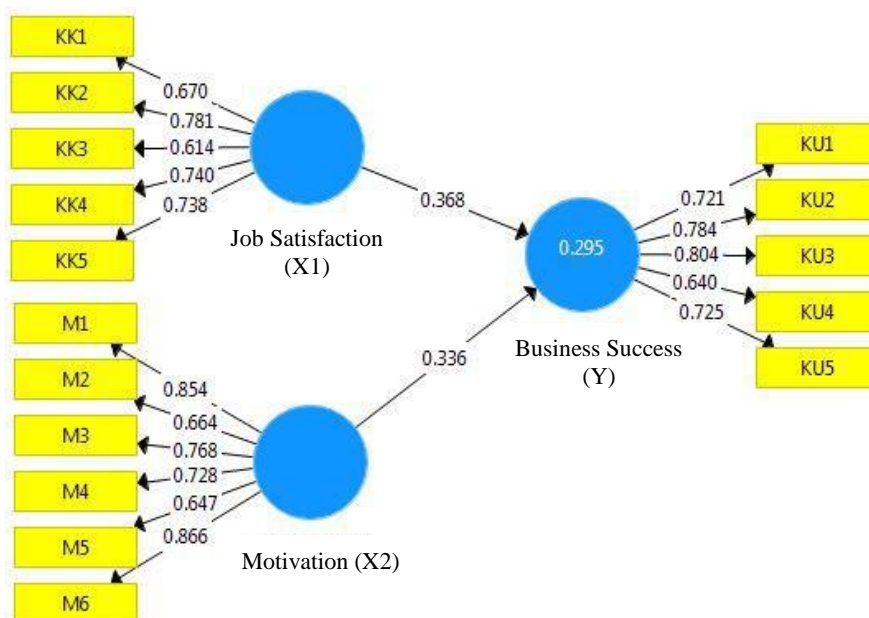 KK1
KK2
KK3
KK4
KK5
0.670
0.781
0.614
0.740
0.738
Job Satisfaction
(X1)
0.368
M1
M2
M3
M4
M5
M6
0.854
0.664
0.768
0.728
0.647
0.866
Motivation (X2)
0.336
0.295
Business Success
(Y)
0.721
0.784
0.804
0.640
0.725
KU1
KU2
KU3
KU4
KU5